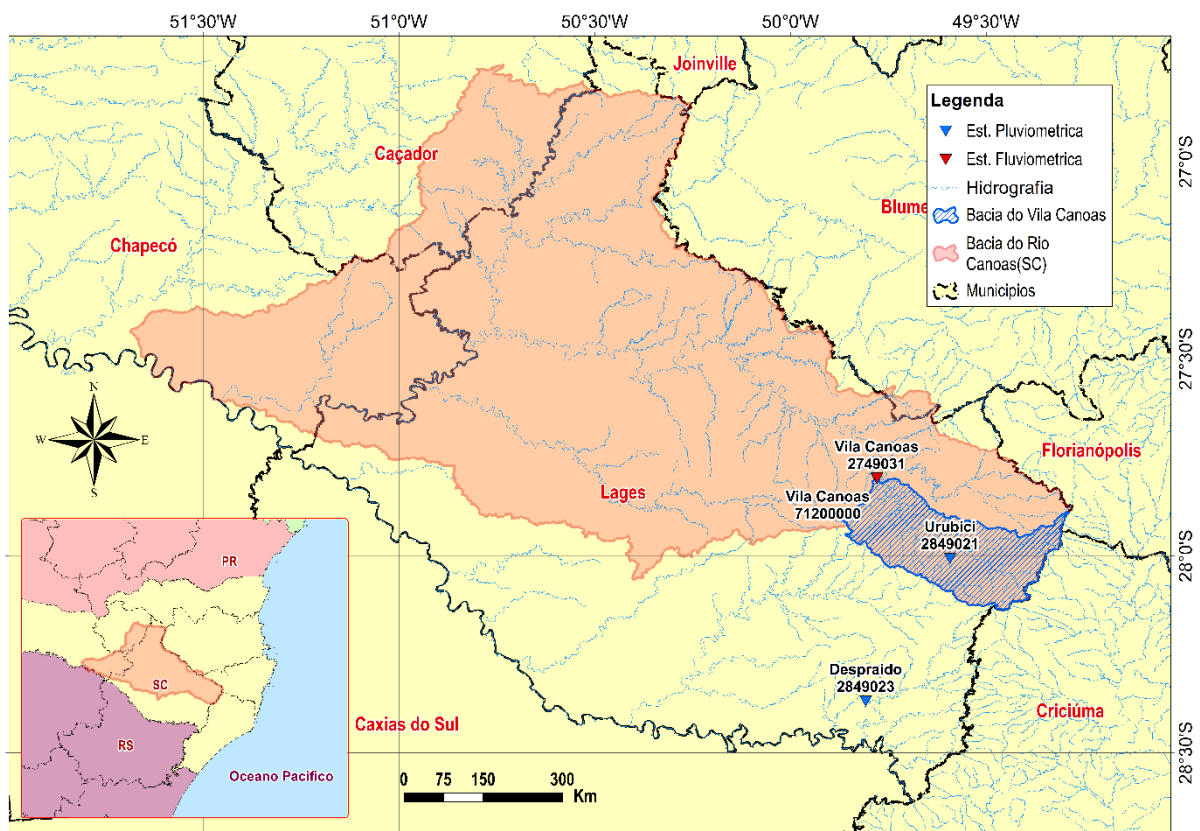 51°30'W
51°0'W
50°30'W
50°0'W
49°30'W
Joinville
Legenda
Est. Pluviometrica
Est. Fluviometrica
Hidrografia
Bacia do Vila Canoas
Bacia do Rio
Canoas(SC)
Municipios
27°0'S
Caçador
Blume
Chapecó
27°30'S
N
W
E
S
Florianópolis
Vila Canoas
2749031
Lages
Vila Canoas
71200000
Urubici
2849021
28°0'S
PR
SC
RS
Oceano Pacifico
Despraido
2849023
Caxias do Sul
Criciúma
28°30'S
0 75 150 300
Km